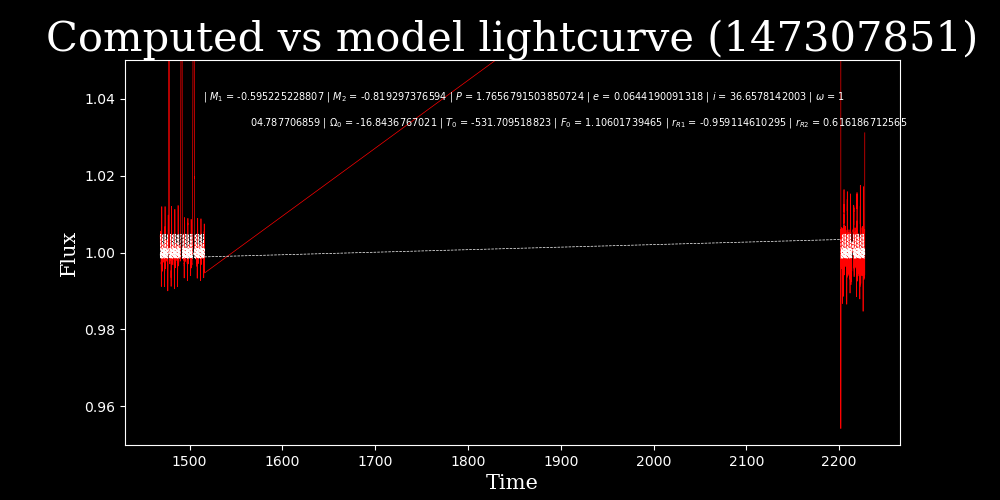 Computed vs model lightcurve (147307851)
| M₁ = -0.595225228807 | M₂ = -0.819297376594 | P = 1.7656791503850724 | e = 0.0644190091318 | i = 36.6578142003 | ω = 1
04.787706859 | Ω₀ = -16.8436767021 | T₀ = -531.709518823 | F₀ = 1.10601739465 | r_R1 = -0.959114610295 | r_R2 = 0.616186712565
1.04
1.02
1.00
0.98
0.96
Flux
1500 1600 1700 1800 1900 2000 2100 2200
Time